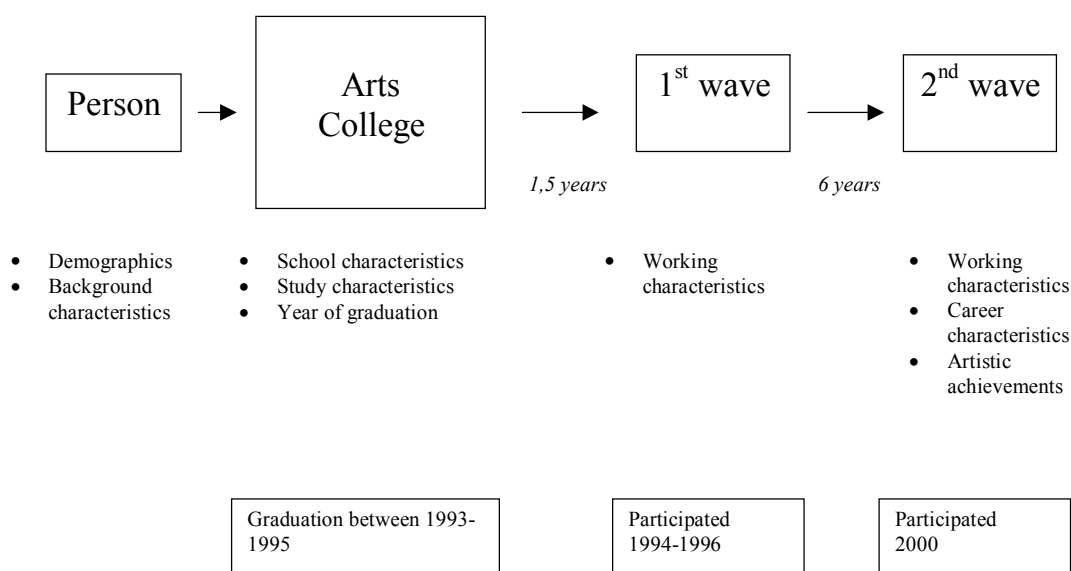 Person
Arts
College
1st wave
2nd wave
1,5 years
6 years
• Demographics
• Background
characteristics
• School characteristics
• Study characteristics
• Year of graduation
• Working
characteristics
• Working
characteristics
• Career
characteristics
• Artistic
achievements
Graduation between 1993-
1995
Participated
1994-1996
Participated
2000